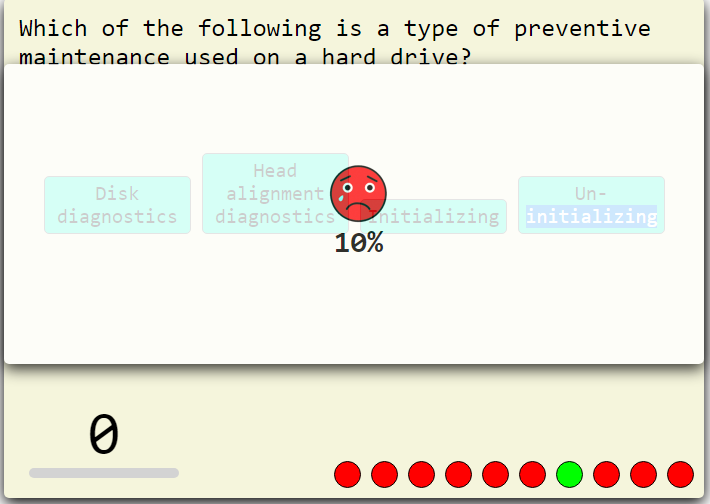 Which of the following is a type of preventive
maintenance used on a hard drive?
Disk
diagnostics
Head
alignment
diagnostics
Initializing
Un-
initializing
10%
0